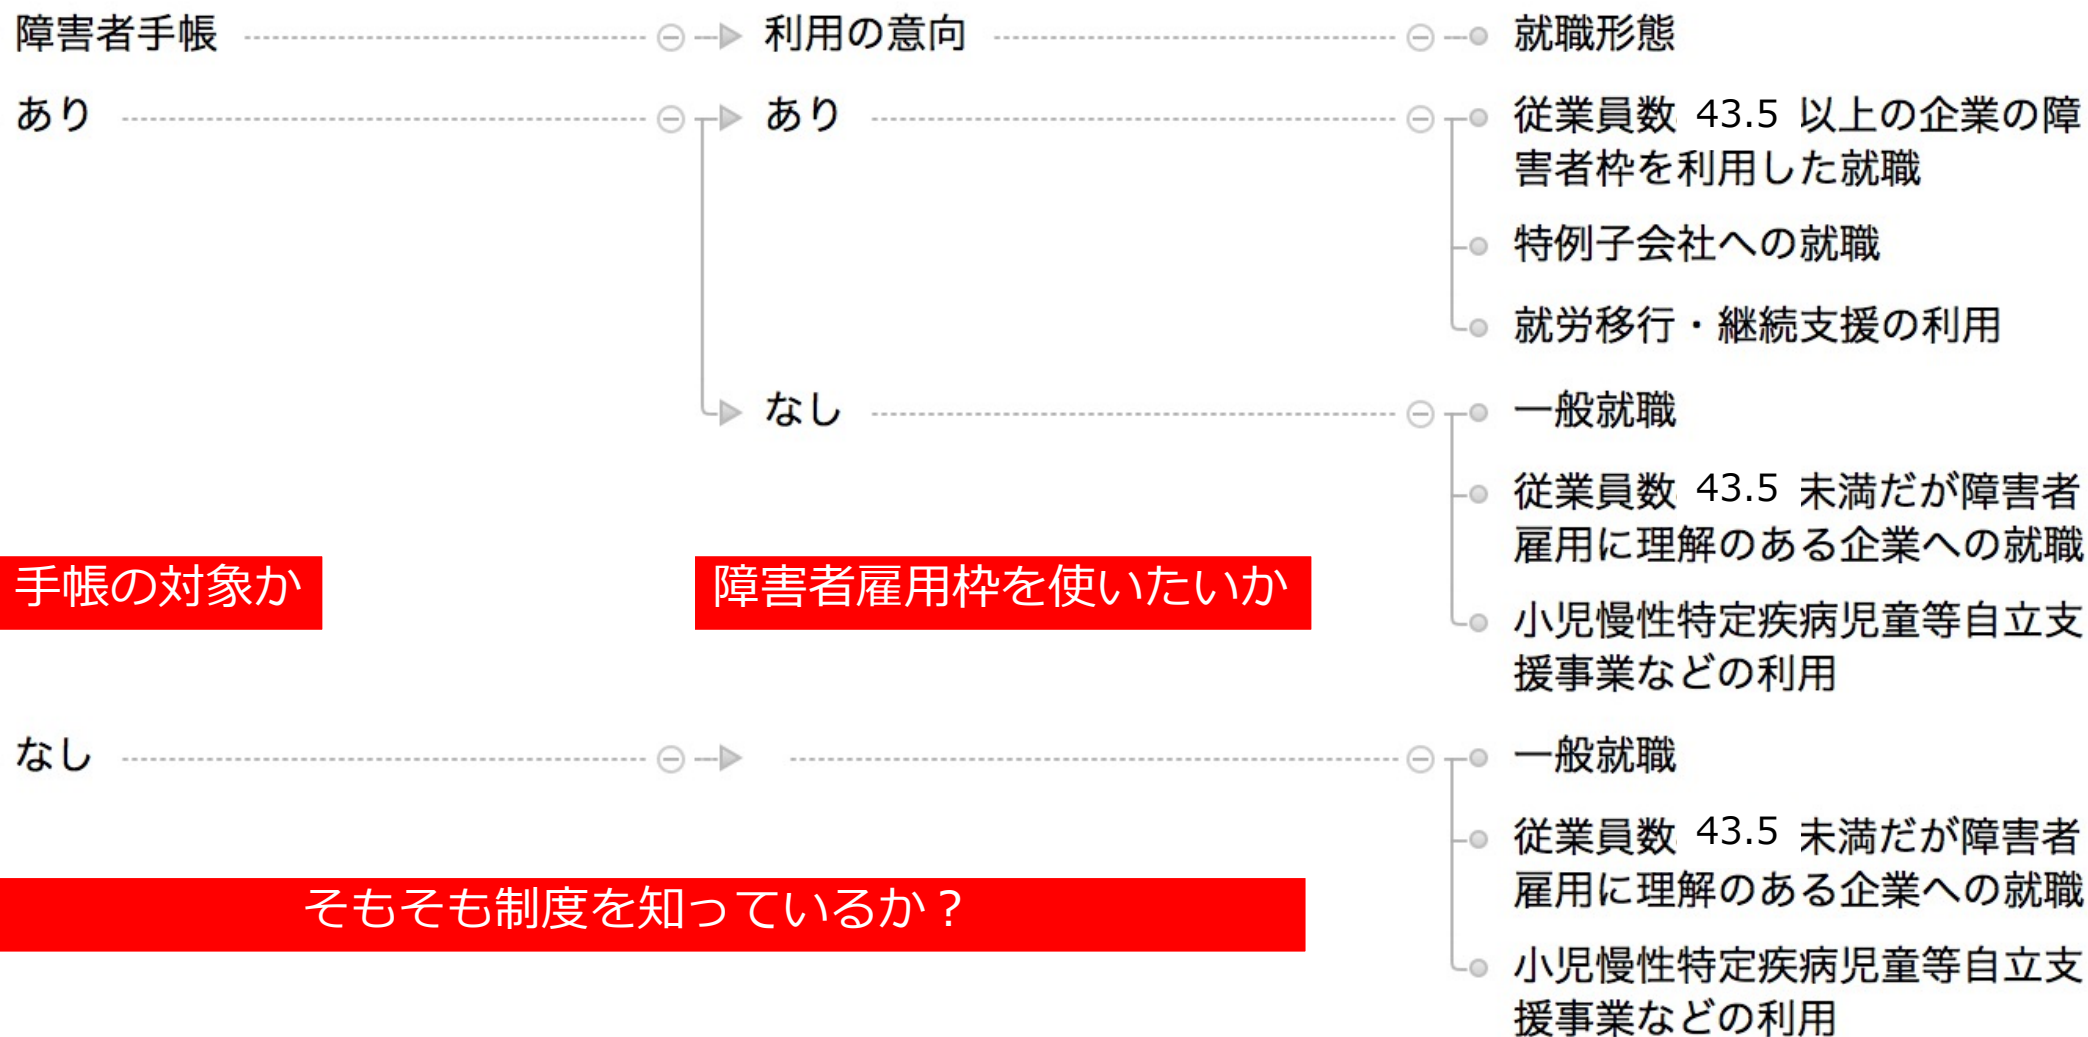 障害者手帳 利用の意向 就職形態
あり あり 従業員数 43.5 以上の企業の障
害者枠を利用した就職
特例子会社への就職
就労移行・継続支援の利用
なし 一般就職
従業員数 43.5 未満だが障害者
雇用に理解のある企業への就職
手帳の対象か 障害者雇用枠を使いたいか
小児慢性特定疾病児童等自立支
援事業などの利用
なし 一般就職
従業員数 43.5 未満だが障害者
雇用に理解のある企業への就職
そもそも制度を知っているか？
小児慢性特定疾病児童等自立支
援事業などの利用